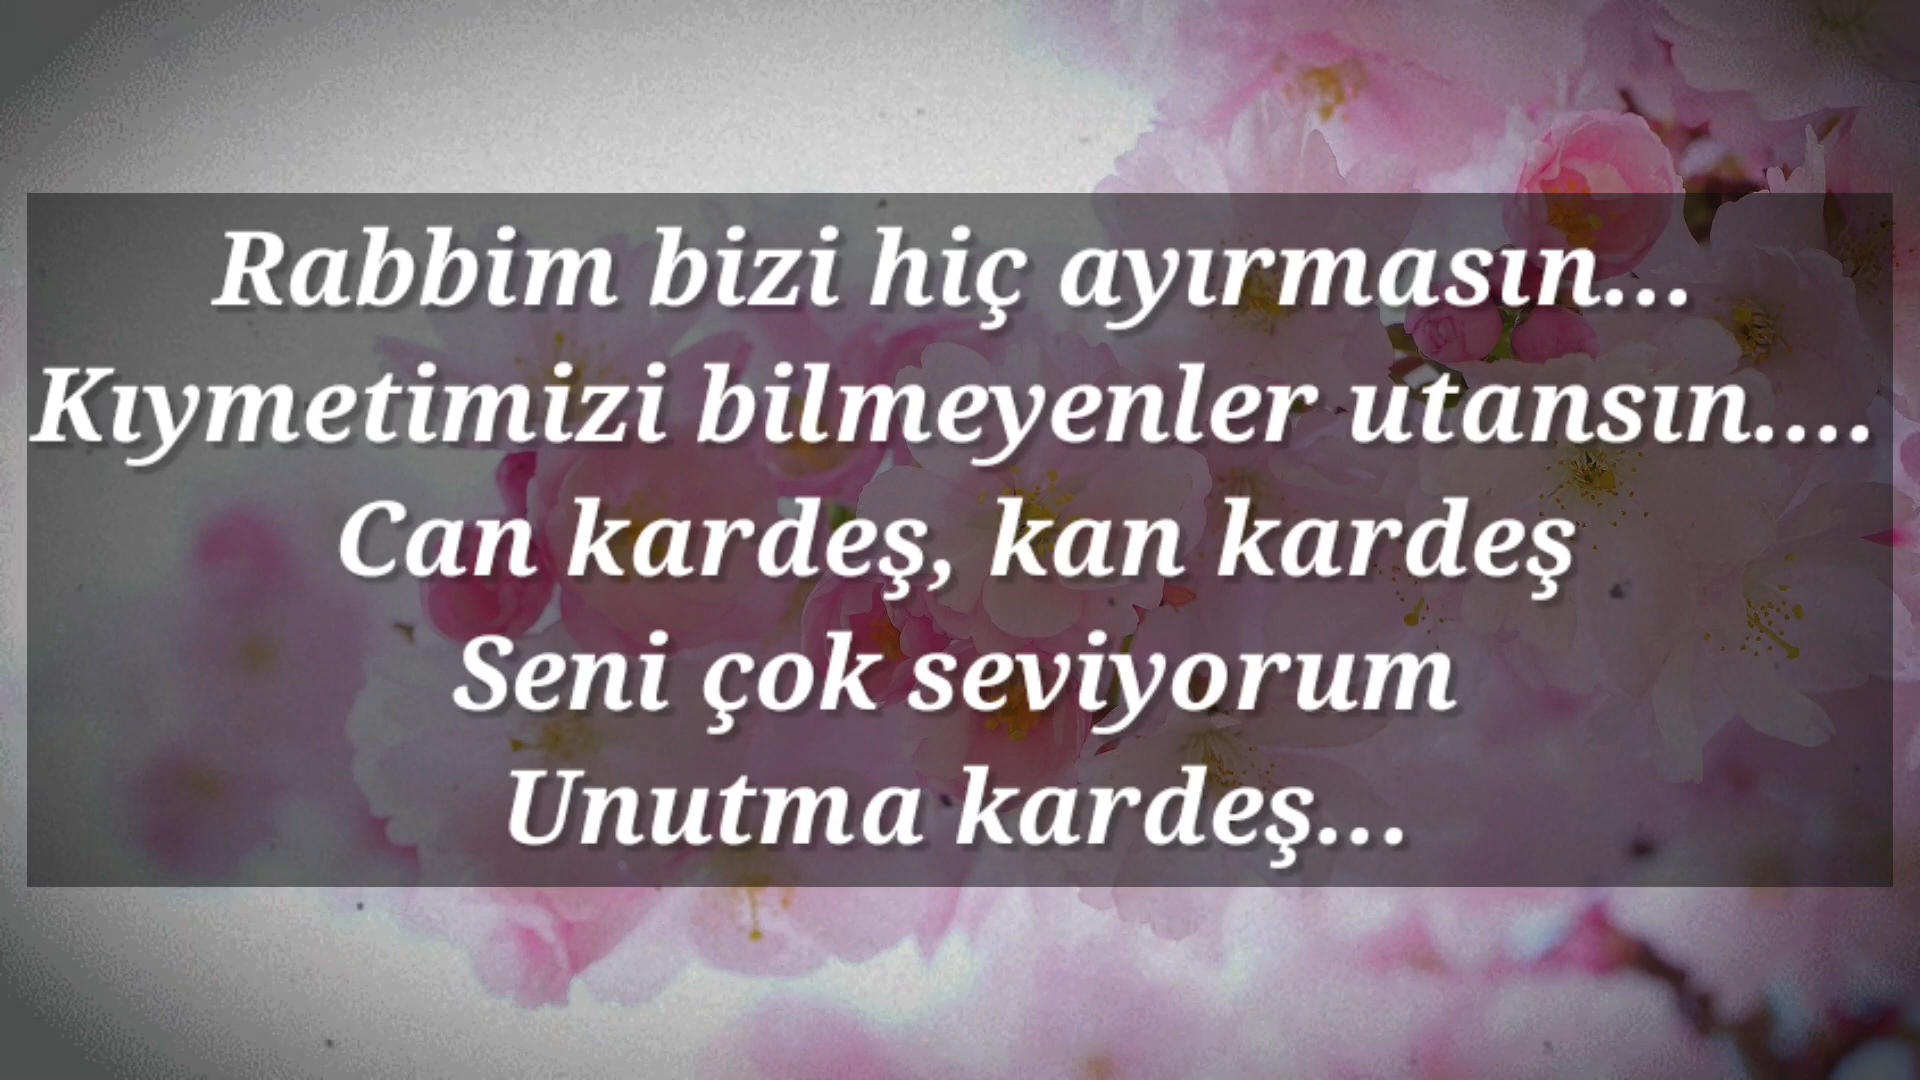 Rabbim bizi hiç ayırmasın...
Kıymetimizi bilmeyenler utansın....
Can kardeş, kan kardeş
Seni çok seviyorum
Unutma kardeş...